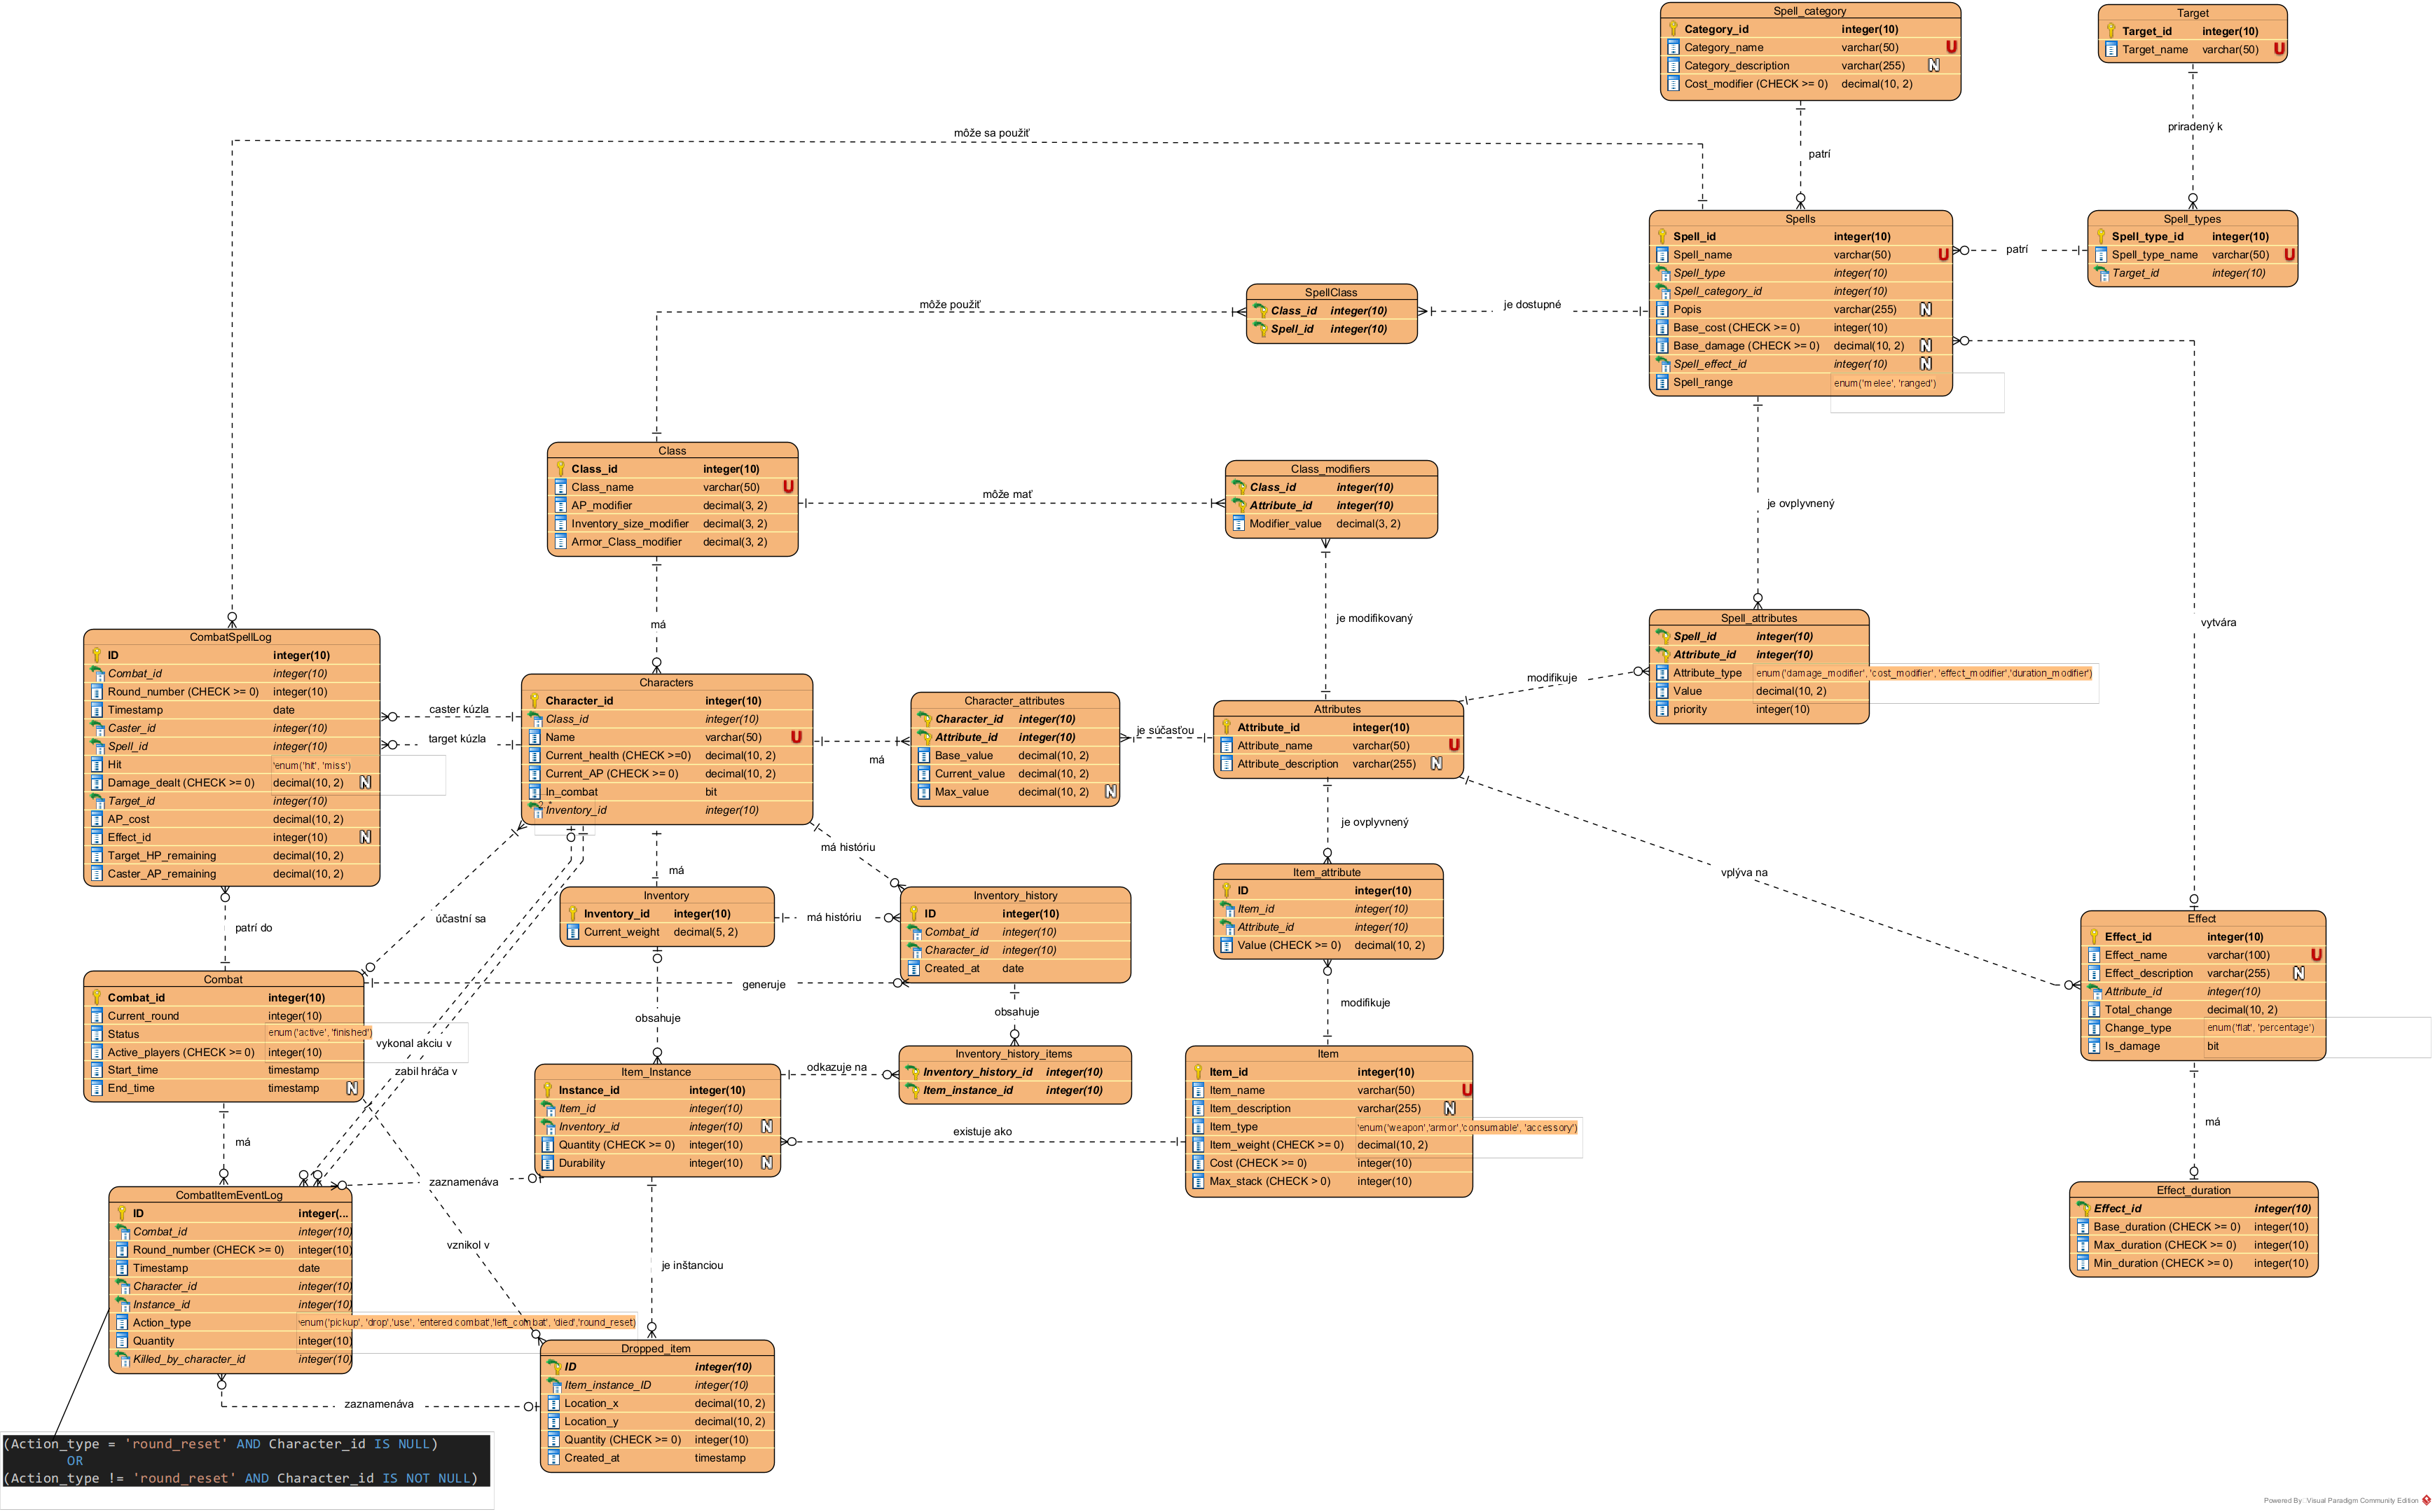 Spell_category
Category_id integer(10)
Category_name varchar(50) U
Category_description varchar(255) N
Cost_modifier (CHECK >= 0) decimal(10, 2)
Target
Target_id integer(10)
Target_name varchar(50) U
môže sa použiť
patrí
priradený k
Spells
Spell_id integer(10)
Spell_name varchar(50) U
Spell_type integer(10)
Spell_category_id integer(10)
Popis varchar(255) N
Base_cost (CHECK >= 0) integer(10)
Base_damage (CHECK >= 0) decimal(10, 2) N
Spell_effect_id integer(10) N
Spell_range enum('melee', 'ranged')
patrí
Spell_types
Spell_type_id integer(10)
Spell_type_name varchar(50) U
Target_id integer(10)
môže použiť
SpellClass
Class_id integer(10)
Spell_id integer(10)
je dostupné
Class
Class_id integer(10)
Class_name varchar(50) U
AP_modifier decimal(3, 2)
Inventory_size_modifier decimal(3, 2)
Armor_Class_modifier decimal(3, 2)
môže mať
Class_modifiers
Class_id integer(10)
Attribute_id integer(10)
Modifier_value decimal(3, 2)
je ovplyvnený
má
je modifikovaný
vytvára
CombatSpellLog
ID integer(10)
Combat_id integer(10)
Round_number (CHECK >= 0) integer(10)
Timestamp date
Caster_id integer(10)
Spell_id integer(10)
Hit 'enum('hit', 'miss')
Damage_dealt (CHECK >= 0) decimal(10, 2) N
Target_id integer(10)
AP_cost decimal(10, 2)
Effect_id integer(10) N
Target_HP_remaining decimal(10, 2)
Caster_AP_remaining decimal(10, 2)
caster kúzla
target kúzla
Characters
Character_id integer(10)
Class_id integer(10)
Name varchar(50) U
Current_health (CHECK >=0) decimal(10, 2)
Current_AP (CHECK >= 0) decimal(10, 2)
In_combat bit
Inventory_id integer(10)
má
Character_attributes
Character_id integer(10)
Attribute_id integer(10)
Base_value decimal(10, 2)
Current_value decimal(10, 2)
Max_value decimal(10, 2) N
je súčasťou
Attributes
Attribute_id integer(10)
Attribute_name varchar(50) U
Attribute_description varchar(255) N
modifikuje
Spell_attributes
Spell_id integer(10)
Attribute_id integer(10)
Attribute_type enum('damage_modifier', 'cost_modifier', 'effect_modifier','duration_modifier')
Value decimal(10, 2)
priority integer(10)
má históriu
má
je ovplyvnený
vplýva na
účastní sa
patrí do
Inventory
Inventory_id integer(10)
Current_weight decimal(5, 2)
má históriu
Inventory_history
ID integer(10)
Combat_id integer(10)
Character_id integer(10)
Created_at date
Item_attribute
ID integer(10)
Item_id integer(10)
Attribute_id integer(10)
Value (CHECK >= 0) decimal(10, 2)
Effect
Effect_id integer(10)
Effect_name varchar(100) U
Effect_description varchar(255) N
Attribute_id integer(10)
Total_change decimal(10, 2)
Change_type enum('flat', 'percentage')
Is_damage bit
Combat
Combat_id integer(10)
Current_round integer(10)
Status enum('active', 'finished')
Active_players (CHECK >= 0) integer(10)
Start_time timestamp
End_time timestamp N
generuje
obsahuje
obsahuje
modifikuje
vykonal akciu v
zabil hráča v
má
Item_Instance
Instance_id integer(10)
Item_id integer(10)
Inventory_id integer(10) N
Quantity (CHECK >= 0) integer(10)
Durability integer(10) N
odkazuje na
Inventory_history_items
Inventory_history_id integer(10)
Item_instance_id integer(10)
existuje ako
Item
Item_id integer(10)
Item_name varchar(50) U
Item_description varchar(255) N
Item_type 'enum('weapon','armor','consumable', 'accessory')
Item_weight (CHECK >= 0) decimal(10, 2)
Cost (CHECK >= 0) integer(10)
Max_stack (CHECK > 0) integer(10)
má
Effect_duration
Effect_id integer(10)
Base_duration (CHECK >= 0) integer(10)
Max_duration (CHECK >= 0) integer(10)
Min_duration (CHECK >= 0) integer(10)
zaznamenáva
CombatItemEventLog
ID integer(...
Combat_id integer(10)
Round_number (CHECK >= 0) integer(10)
Timestamp date
Character_id integer(10)
Instance_id integer(10)
Action_type enum('pickup', 'drop','use', 'entered combat','left_combat', 'died','round_reset)
Quantity integer(10)
Killed_by_character_id integer(10)
vznikol v
je inštanciou
zaznamenáva
Dropped_item
ID integer(10)
Item_instance_ID integer(10)
Location_x decimal(10, 2)
Location_y decimal(10, 2)
Quantity (CHECK >= 0) integer(10)
Created_at timestamp
(Action_type = 'round_reset' AND Character_id IS NULL)
OR
(Action_type != 'round_reset' AND Character_id IS NOT NULL)
Powered By Visual Paradigm Community Edition